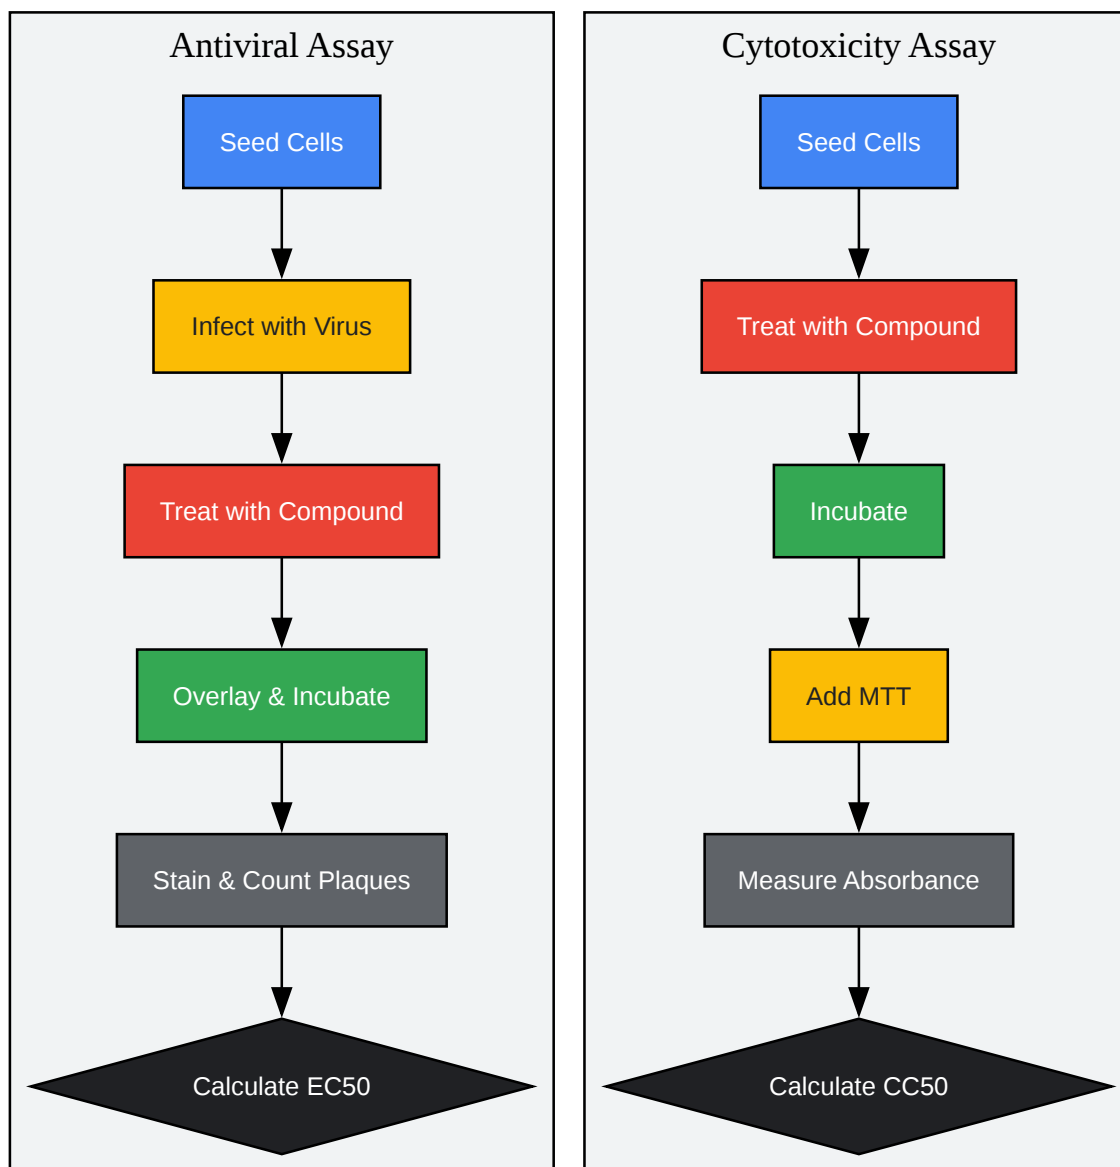 Antiviral Assay
Seed Cells
Infect with Virus
Treat with Compound
Overlay & Incubate
Stain & Count Plaques
Calculate EC50
Cytotoxicity Assay
Seed Cells
Treat with Compound
Incubate
Add MTT
Measure Absorbance
Calculate CC50